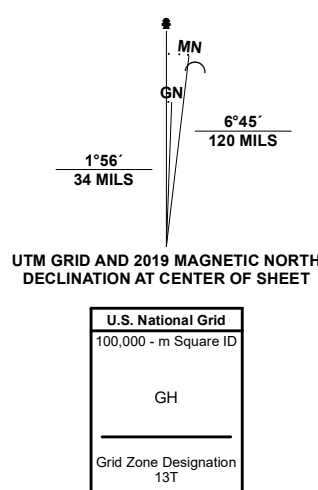 MN
GN
6°45´
120 MILS
1°56´
34 MILS
UTM GRID AND 2019 MAGNETIC NORTH
DECLINATION AT CENTER OF SHEET
U.S. National Grid
100,000 - m Square ID
GH
Grid Zone Designation
13T